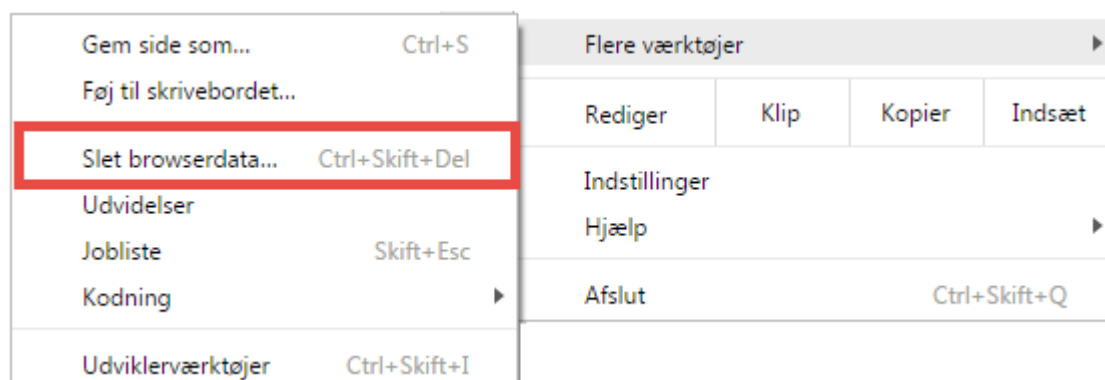 Gem side som... Ctrl+S
Føj til skrivebordet...
Slet browserdata... Ctrl+Skift+Del
Udvidelser
Jobliste Skift+Esc
Kodning
Udviklerværktøjer Ctrl+Skift+I
Flere værktøjer
Rediger Klip Kopier Indsæt
Indstillinger
Hjælp
Afslut Ctrl+Skift+Q